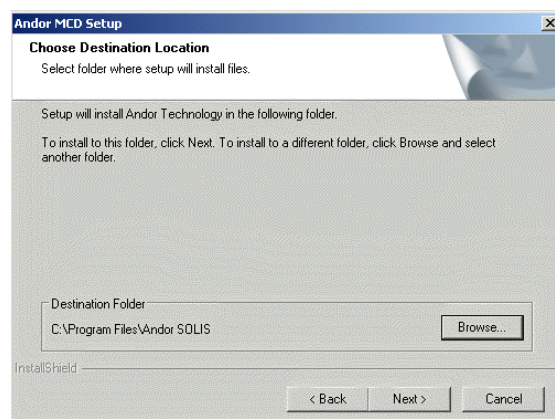 Andor MCD Setup
Choose Destination Location
Select folder where setup will install files.
Setup will install Andor Technology in the following folder.
To install to this folder, click Next. To install to a different folder, click Browse and select
another folder.
Destination Folder
C:\Program Files\Andor SOLIS
Browse...
InstallShield
< Back
Next >
Cancel